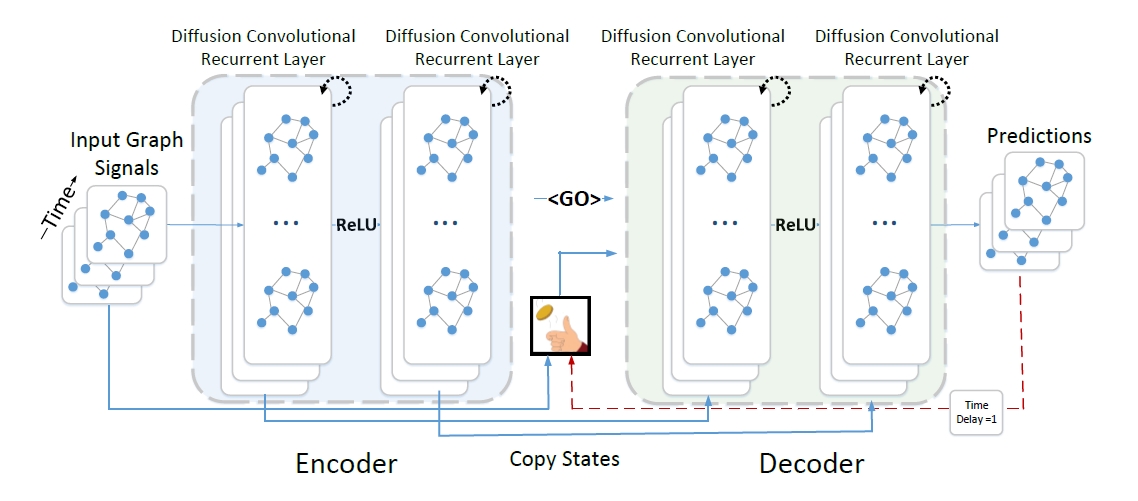 Diffusion Convolutional
Recurrent Layer
Diffusion Convolutional
Recurrent Layer
Diffusion Convolutional
Recurrent Layer
Diffusion Convolutional
Recurrent Layer
Input Graph
Signals
Time
Predictions
<GO>
ReLU
ReLU
Time
Delay =1
Encoder
Copy States
Decoder